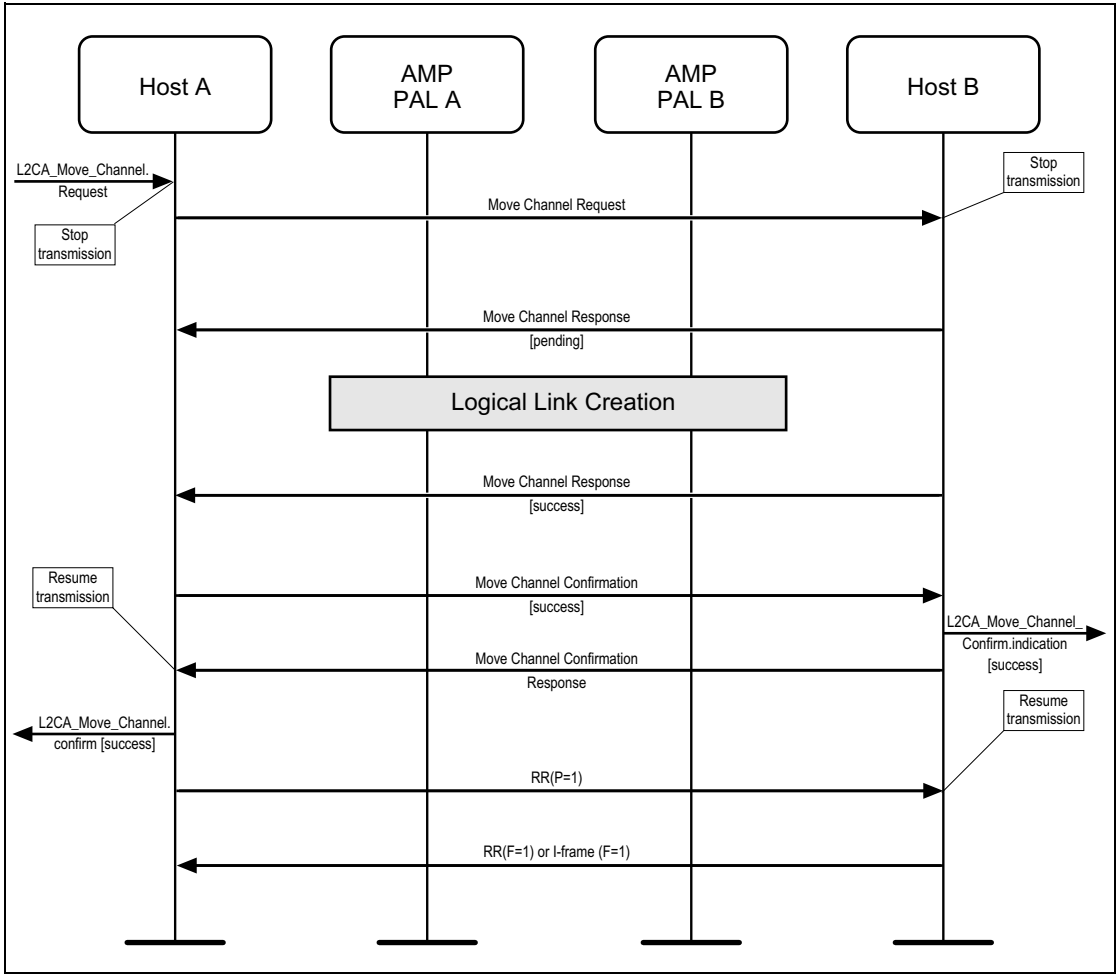 Host A
AMP
PAL A
AMP
PAL B
Host B
L2CA_Move_Channel.
Request
Stop
transmission
Move Channel Request
Stop
transmission
Move Channel Response
[pending]
Logical Link Creation
Move Channel Response
[success]
Resume
transmission
Move Channel Confirmation
[success]
L2CA_Move_Channel_
Confirm.indication
[success]
Move Channel Confirmation
Response
Resume
transmission
L2CA_Move_Channel.
confirm [success]
RR(P=1)
RR(F=1) or I-frame (F=1)